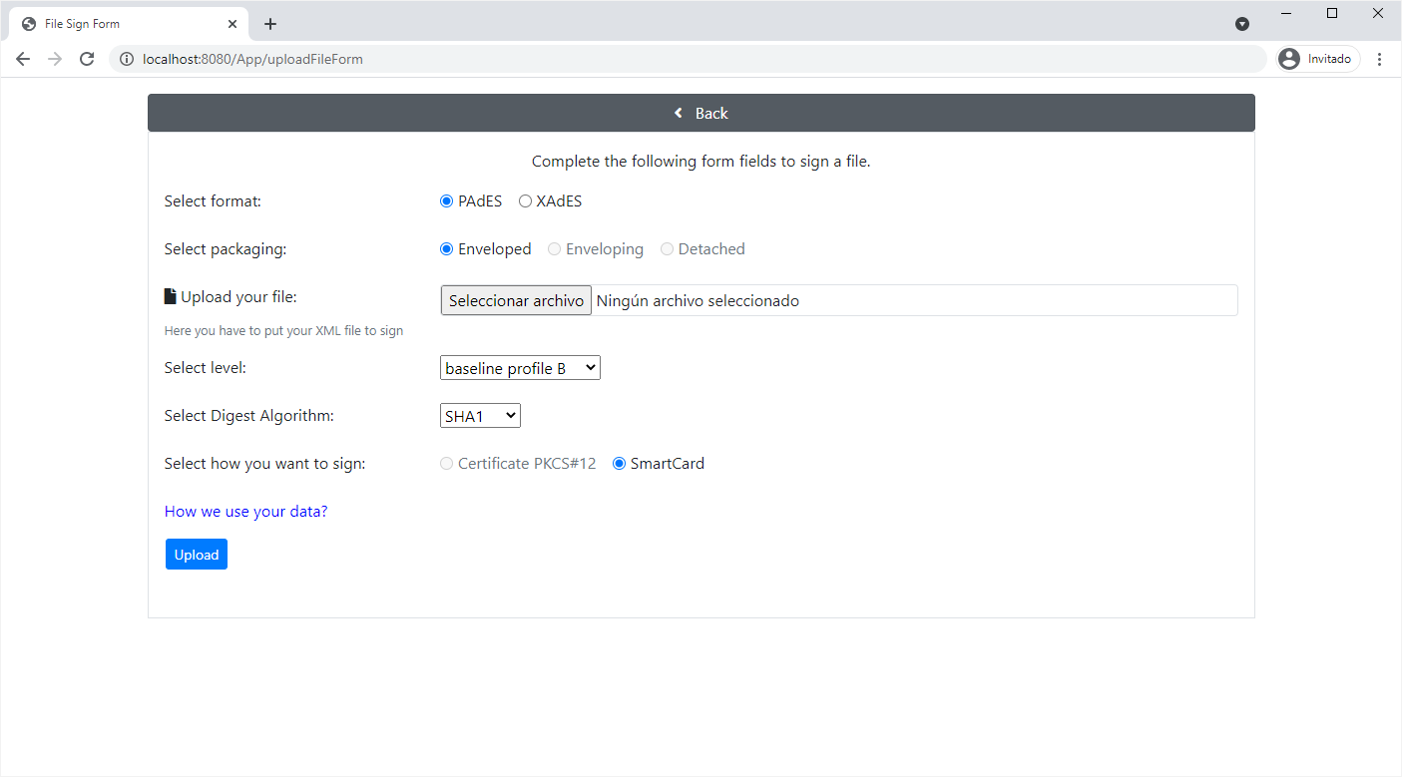 File Sign Form
localhost:8080/App/uploadFileForm
Invitado
Back
Complete the following form fields to sign a file.
Select format: PAdES XAdES
Select packaging: Enveloped Enveloping Detached
Upload your file: Seleccionar archivo Ningún archivo seleccionado
Here you have to put your XML file to sign
Select level: baseline profile B
Select Digest Algorithm: SHA1
Select how you want to sign: Certificate PKCS#12 SmartCard
How we use your data?
Upload